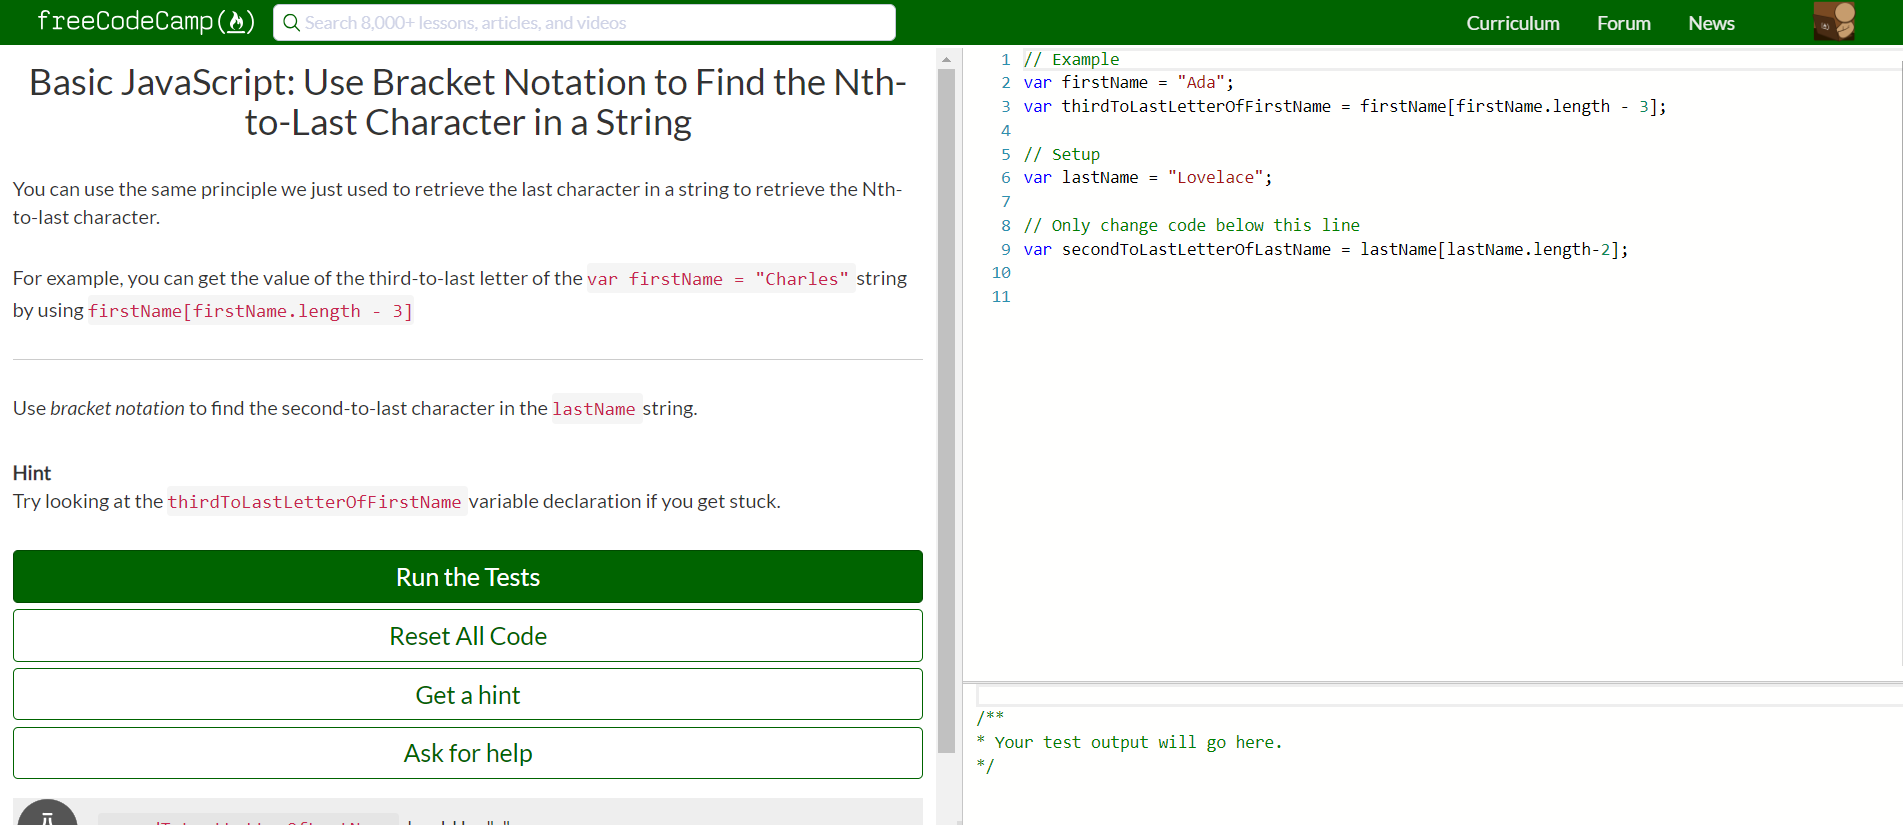 freeCodeCamp
Search 8,000+ lessons, articles, and videos
Curriculum Forum News
Basic JavaScript: Use Bracket Notation to Find the Nth-
to-Last Character in a String
You can use the same principle we just used to retrieve the last character in a string to retrieve the Nth-
to-last character.
For example, you can get the value of the third-to-last letter of the var firstName = "Charles" string
by using firstName[firstName.length - 3]
Use bracket notation to find the second-to-last character in the lastName string.
Hint
Try looking at the thirdToLastLetterOfFirstName variable declaration if you get stuck.
Run the Tests
Reset All Code
Get a hint
Ask for help
1 // Example
2 var firstName = "Ada";
3 var thirdToLastLetterOfFirstName = firstName[firstName.length - 3];
4
5 // Setup
6 var lastName = "Lovelace";
7
8 // Only change code below this line
9 var secondToLastLetterOfLastName = lastName[lastName.length-2];
10
11
/**
* Your test output will go here.
*/